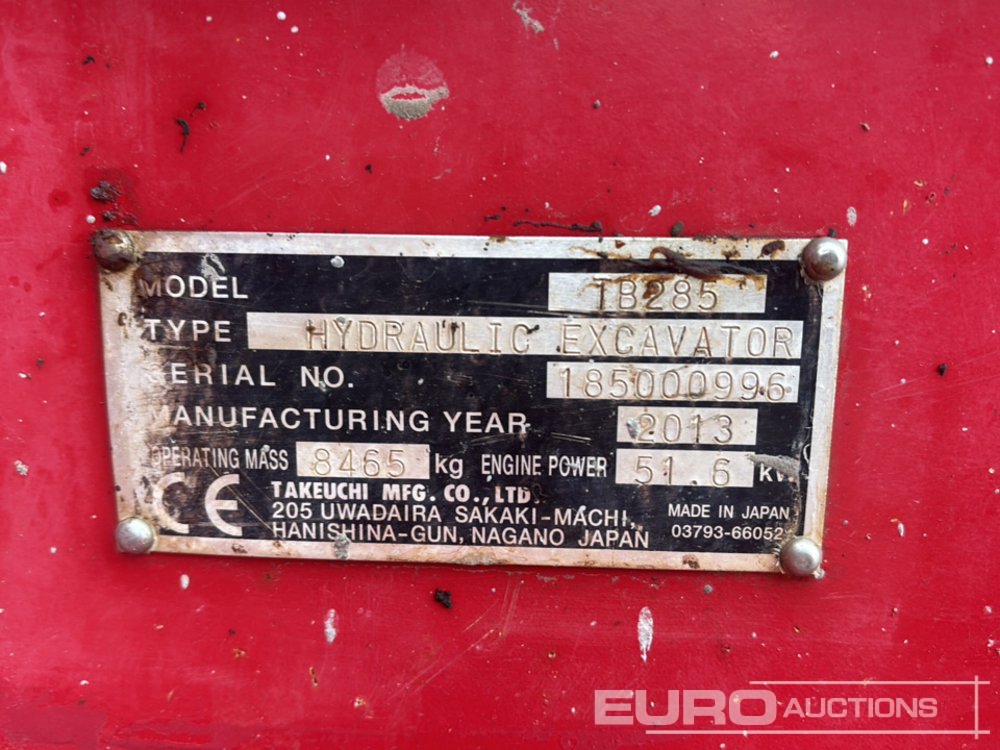 MODEL TB285
TYPE HYDRAULIC EXCAVATOR
SERIAL NO. 185000996
MANUFACTURING YEAR 2013
OPERATING MASS 8465 kg ENGINE POWER 51.6 kW
CE
TAKEUCHI MFG. CO., LTD.
205 UWADAIRA SAKAKI-MACHI,
HANISHINA-GUN, NAGANO JAPAN
MADE IN JAPAN
03793-66052
EURO AUCTIONS